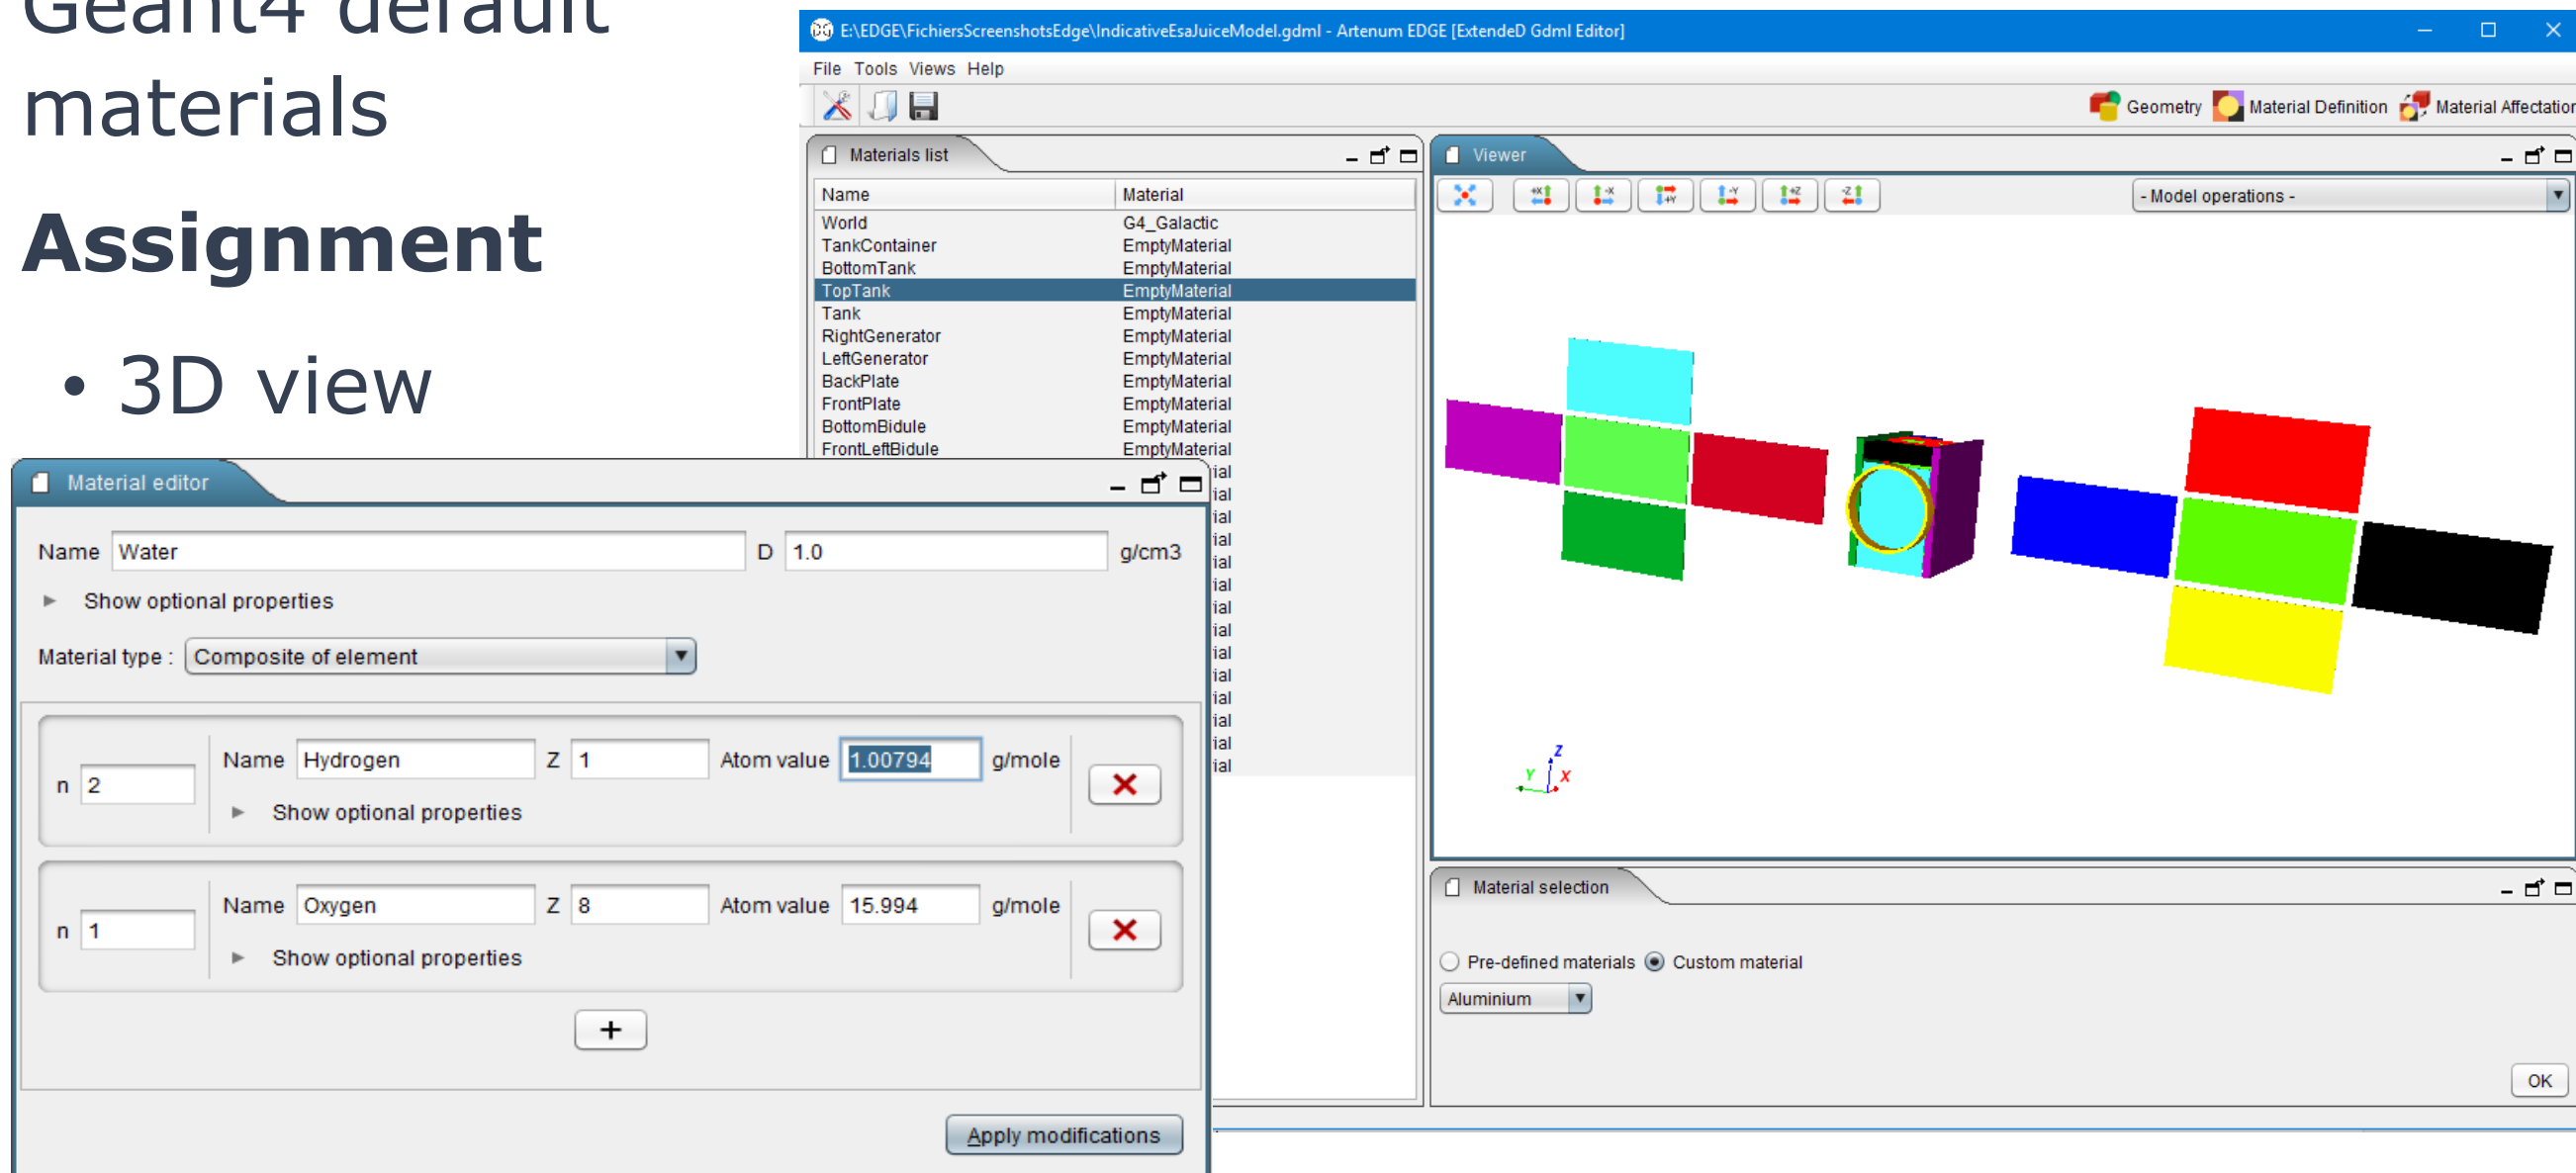 Geant4 default
materials
Assignment
• 3D view
E:\EDGE\FichiersScreenshotsEdge\IndicativeEsaJuiceModel.gdml - Artenum EDGE [ExtendeD Gdml Editor]
File Tools Views Help
Geometry Material Definition Material Affectation
Materials list
Name Material
World G4_Galactic
TankContainer EmptyMaterial
BottomTank EmptyMaterial
TopTank EmptyMaterial
Tank EmptyMaterial
RightGenerator EmptyMaterial
LeftGenerator EmptyMaterial
BackPlate EmptyMaterial
FrontPlate EmptyMaterial
BottomBidule EmptyMaterial
FrontLeftBidule EmptyMaterial
Viewer
+X -X +Y -Y +Z -Z
- Model operations -
Z
Y X
Material editor
Name Water D 1.0 g/cm3
Show optional properties
Material type : Composite of element
n 2 Name Hydrogen Z 1 Atom value 1.00794 g/mole
Show optional properties
n 1 Name Oxygen Z 8 Atom value 15.994 g/mole
Show optional properties
+
Apply modifications
Material selection
Pre-defined materials Custom material
Aluminium
OK